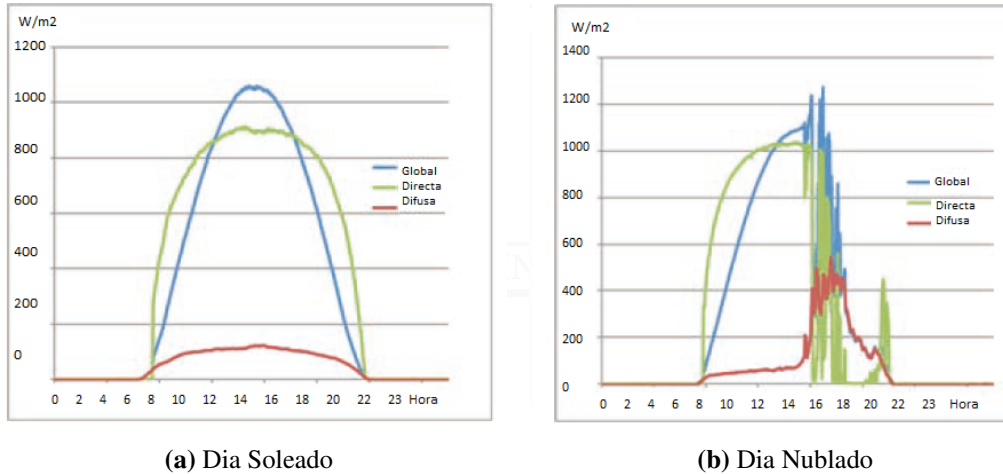 W/m2
1200
1000
800
600
400
200
0
Global
Directa
Difusa
0 2 4 6 8 10 12 14 16 18 20 22 23 Hora
(a) Dia Soleado
W/m2
1400
1200
1000
800
600
400
200
0
Global
Directa
Difusa
0 2 4 6 8 10 12 14 16 18 20 22 23 Hora
(b) Dia Nublado